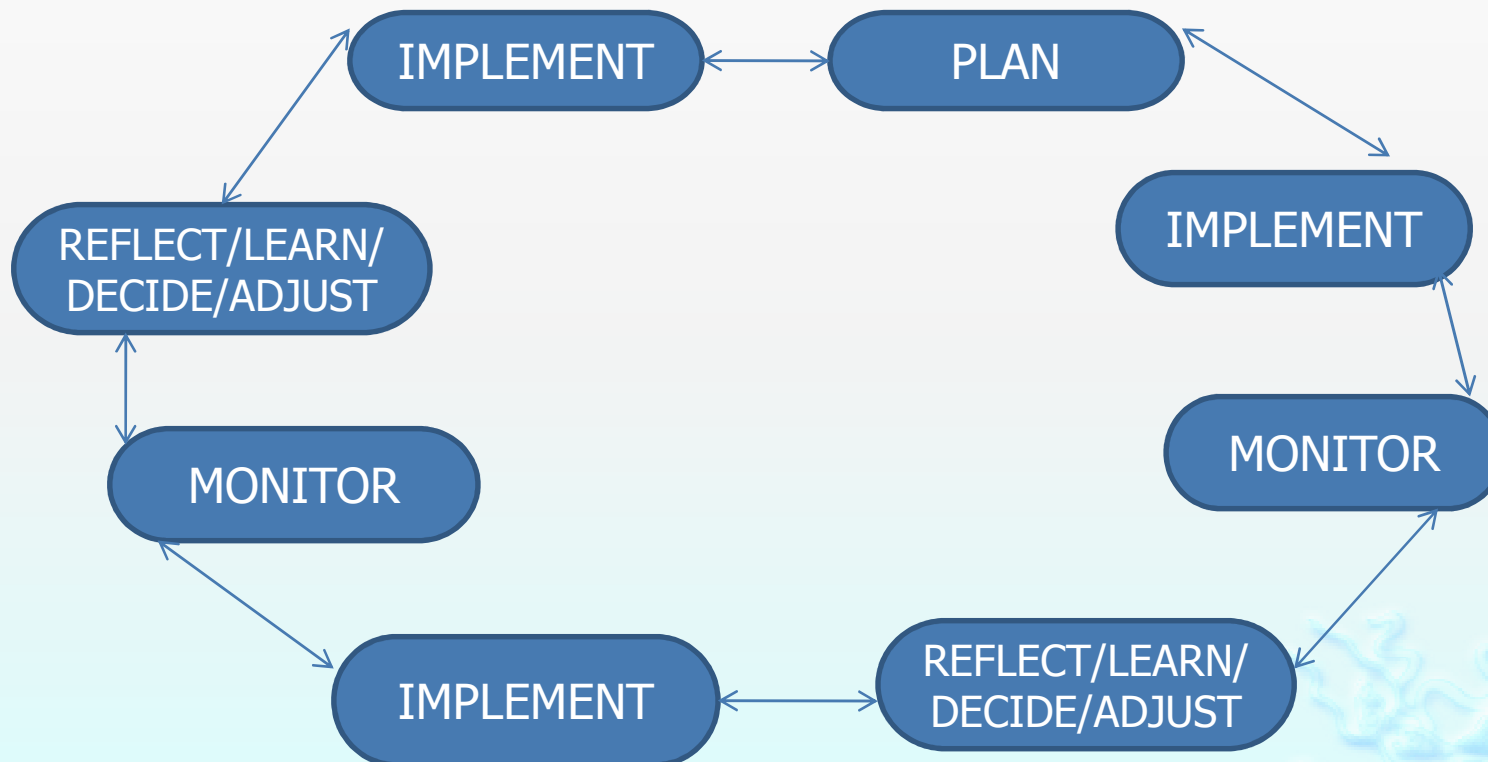 IMPLEMENT
PLAN
IMPLEMENT
REFLECT/LEARN/
DECIDE/ADJUST
MONITOR
MONITOR
IMPLEMENT
REFLECT/LEARN/
DECIDE/ADJUST